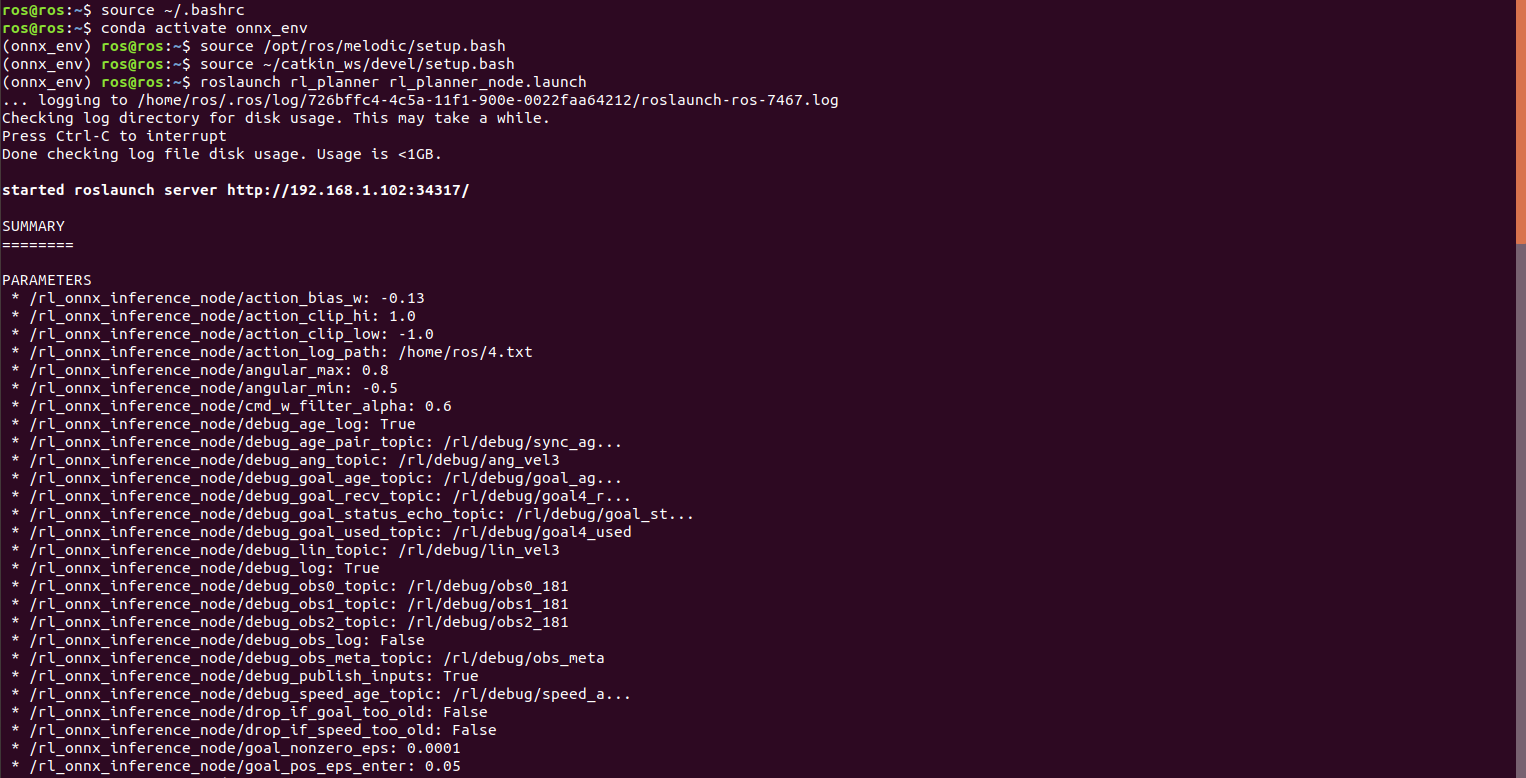 ros@ros:~$ source ~/.bashrc
ros@ros:~$ conda activate onnx_env
(onnx_env) ros@ros:~$ source /opt/ros/melodic/setup.bash
(onnx_env) ros@ros:~$ source ~/catkin_ws/devel/setup.bash
(onnx_env) ros@ros:~$ roslaunch rl_planner rl_planner_node.launch
... logging to /home/ros/.ros/log/726bffc4-4c5a-11f1-900e-0022faa64212/roslaunch-ros-7467.log
Checking log directory for disk usage. This may take a while.
Press Ctrl-C to interrupt
Done checking log file disk usage. Usage is <1GB.

started roslaunch server http://192.168.1.102:34317/

SUMMARY
========

PARAMETERS
 * /rl_onnx_inference_node/action_bias_w: -0.13
 * /rl_onnx_inference_node/action_clip_hi: 1.0
 * /rl_onnx_inference_node/action_clip_low: -1.0
 * /rl_onnx_inference_node/action_log_path: /home/ros/4.txt
 * /rl_onnx_inference_node/angular_max: 0.8
 * /rl_onnx_inference_node/angular_min: -0.5
 * /rl_onnx_inference_node/cmd_w_filter_alpha: 0.6
 * /rl_onnx_inference_node/debug_age_log: True
 * /rl_onnx_inference_node/debug_age_pair_topic: /rl/debug/sync_ag...
 * /rl_onnx_inference_node/debug_ang_topic: /rl/debug/ang_vel3
 * /rl_onnx_inference_node/debug_goal_age_topic: /rl/debug/goal_ag...
 * /rl_onnx_inference_node/debug_goal_recv_topic: /rl/debug/goal4_r...
 * /rl_onnx_inference_node/debug_goal_status_echo_topic: /rl/debug/goal_st...
 * /rl_onnx_inference_node/debug_goal_used_topic: /rl/debug/goal4_used
 * /rl_onnx_inference_node/debug_lin_topic: /rl/debug/lin_vel3
 * /rl_onnx_inference_node/debug_log: True
 * /rl_onnx_inference_node/debug_obs0_topic: /rl/debug/obs0_181
 * /rl_onnx_inference_node/debug_obs1_topic: /rl/debug/obs1_181
 * /rl_onnx_inference_node/debug_obs2_topic: /rl/debug/obs2_181
 * /rl_onnx_inference_node/debug_obs_log: False
 * /rl_onnx_inference_node/debug_obs_meta_topic: /rl/debug/obs_meta
 * /rl_onnx_inference_node/debug_publish_inputs: True
 * /rl_onnx_inference_node/debug_speed_age_topic: /rl/debug/speed_a...
 * /rl_onnx_inference_node/drop_if_goal_too_old: False
 * /rl_onnx_inference_node/drop_if_speed_too_old: False
 * /rl_onnx_inference_node/goal_nonzero_eps: 0.0001
 * /rl_onnx_inference_node/goal_pos_eps_enter: 0.05